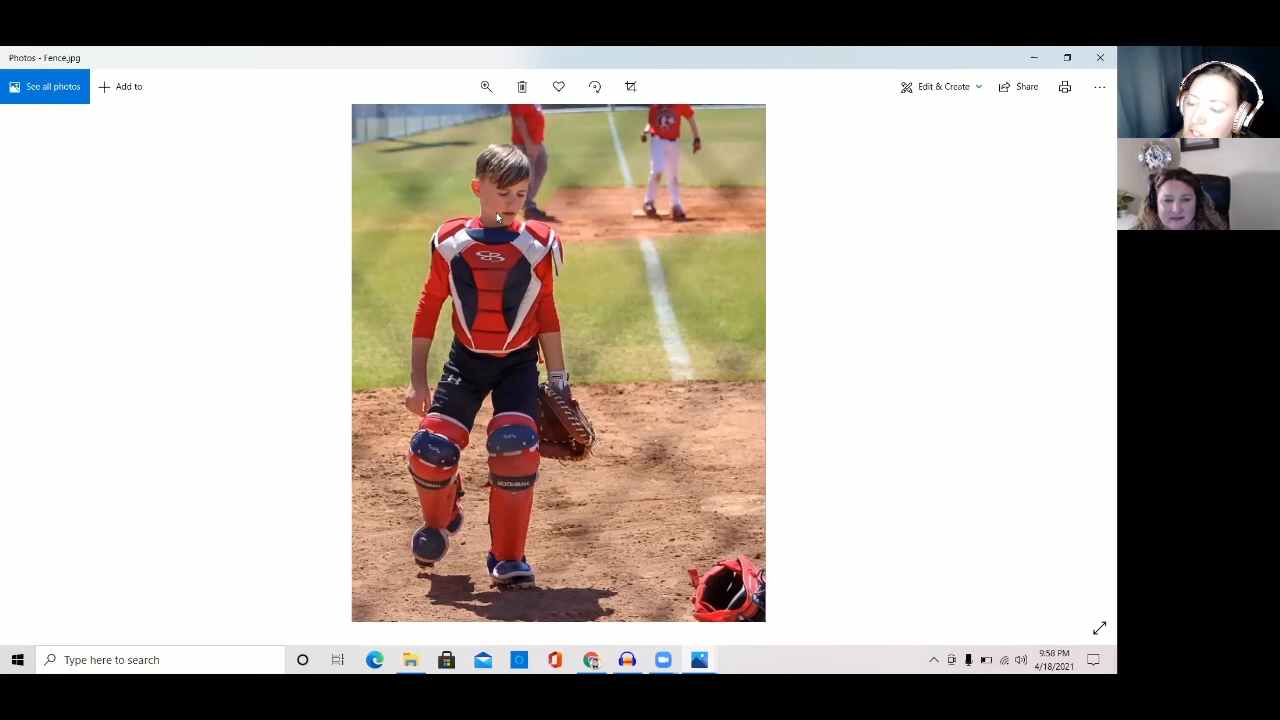 Photos - Fence.jpg
See all photos
Add to
Edit & Create
Share
BOOMBAH
Type here to search
9:58 PM
4/18/2021